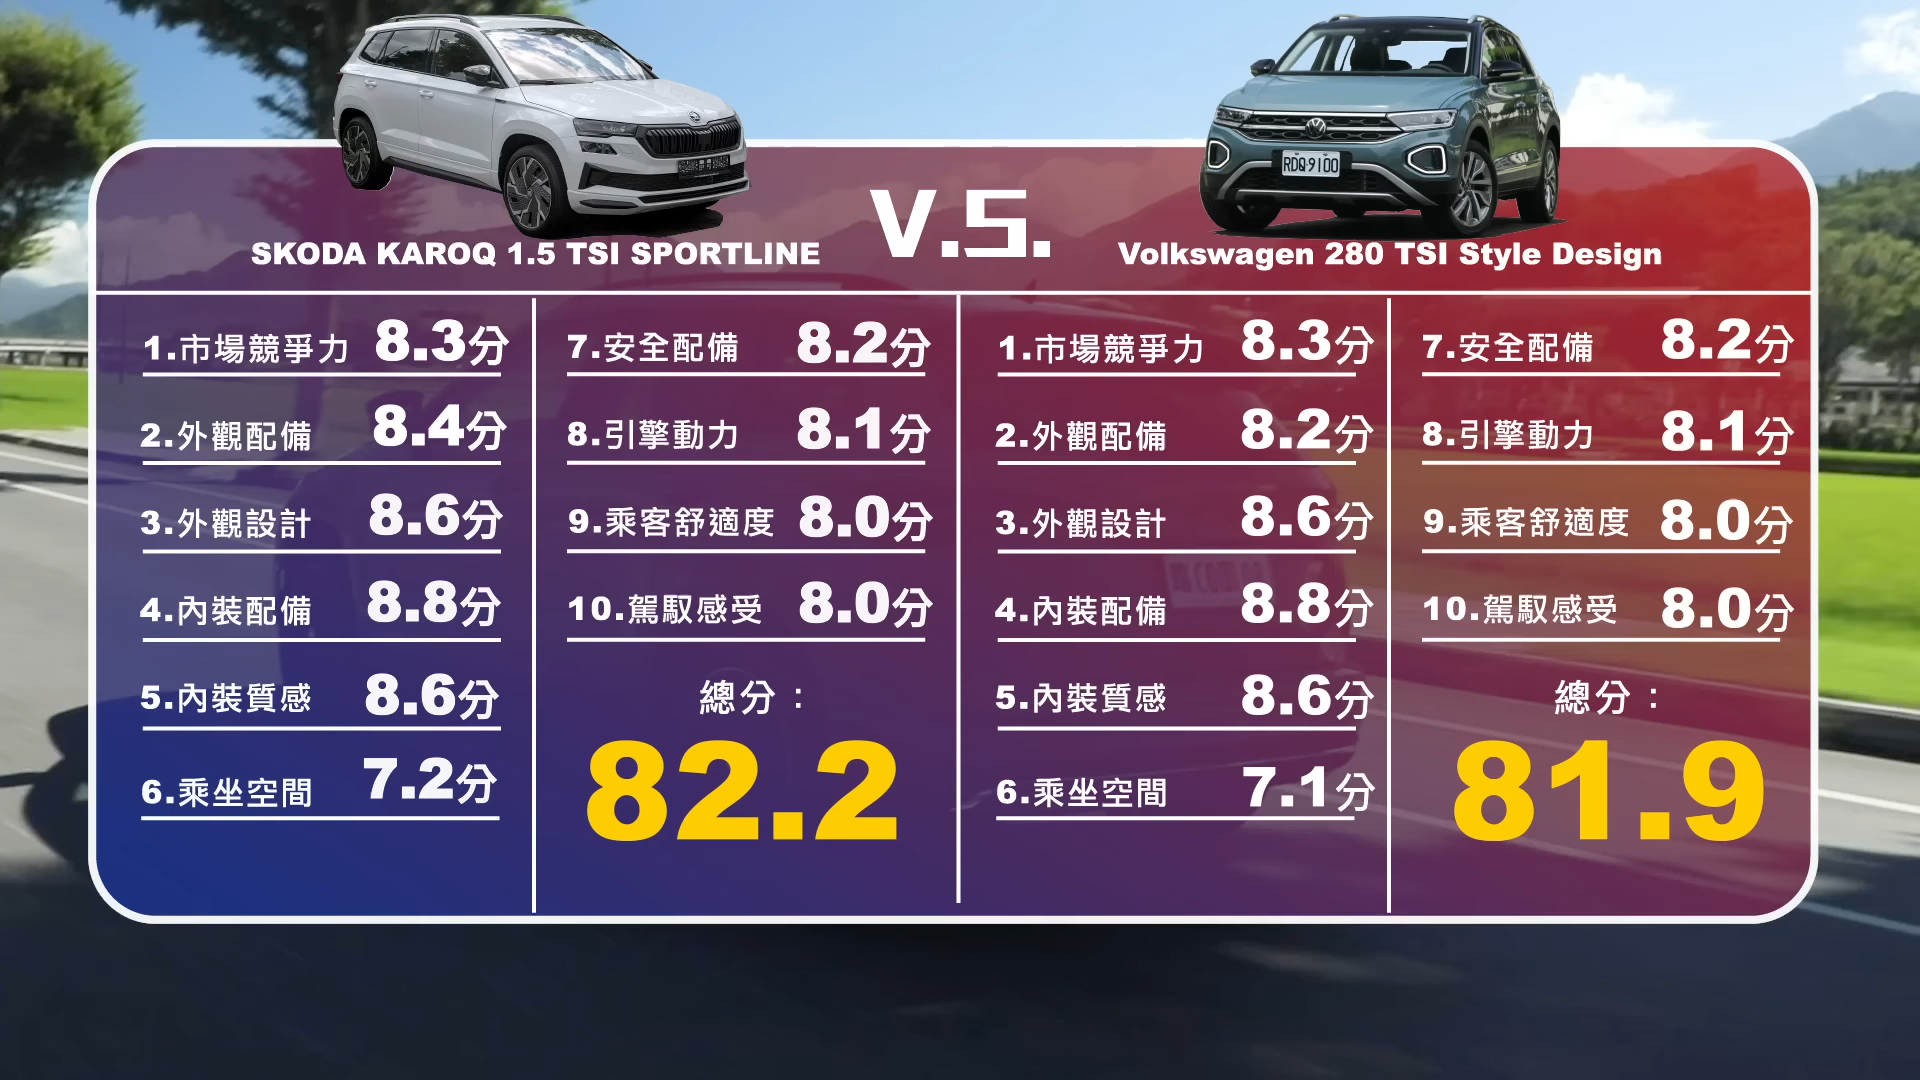 RDQ-9100
SKODA KAROQ 1.5 TSI SPORTLINE
V.S.
Volkswagen 280 TSI Style Design
1.市場競爭力 8.3分
2.外觀配備 8.4分
3.外觀設計 8.6分
4.內裝配備 8.8分
5.內裝質感 8.6分
6.乘坐空間 7.2分
7.安全配備 8.2分
8.引擎動力 8.1分
9.乘客舒適度 8.0分
10.駕馭感受 8.0分
總分：
82.2
1.市場競爭力 8.3分
2.外觀配備 8.2分
3.外觀設計 8.6分
4.內裝配備 8.8分
5.內裝質感 8.6分
6.乘坐空間 7.1分
7.安全配備 8.2分
8.引擎動力 8.1分
9.乘客舒適度 8.0分
10.駕馭感受 8.0分
總分：
81.9